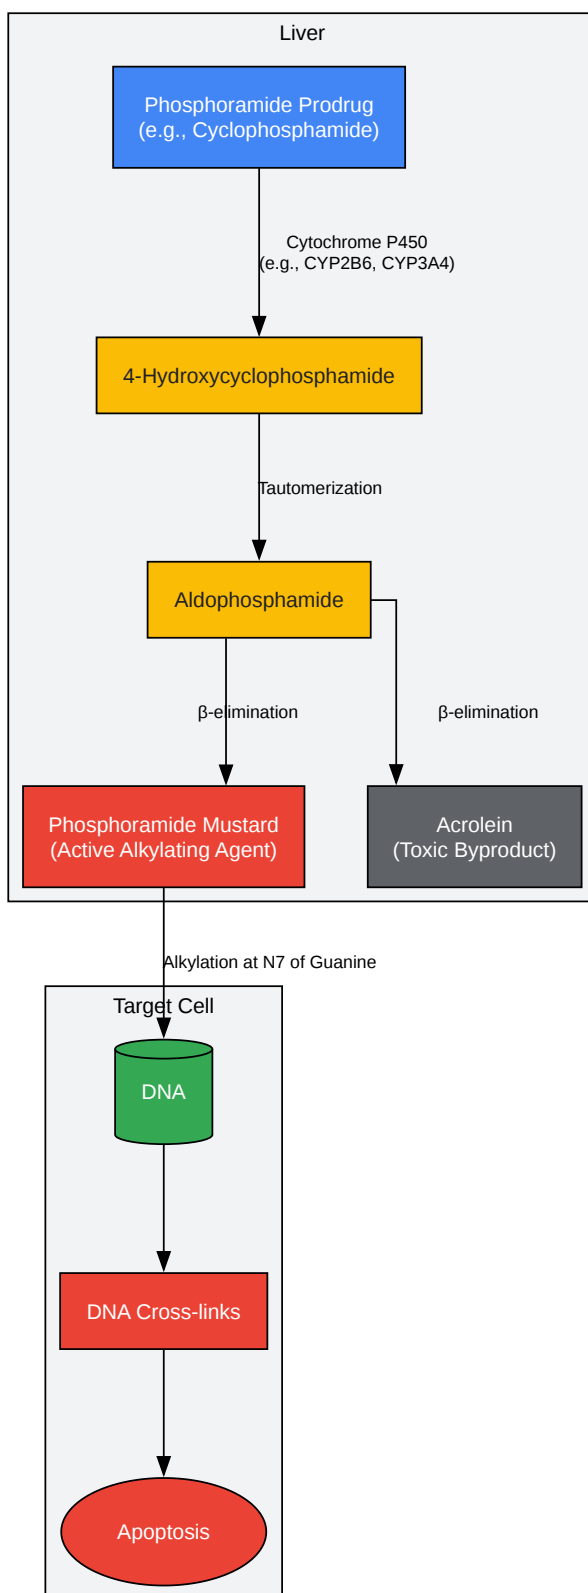 Liver
Phosphoramide Prodrug
(e.g., Cyclophosphamide)
Cytochrome P450
(e.g., CYP2B6, CYP3A4)
4-Hydroxycyclophosphamide
Tautomerization
Aldophosphamide
β-elimination
β-elimination
Phosphoramide Mustard
(Active Alkylating Agent)
Acrolein
(Toxic Byproduct)
Alkylation at N7 of Guanine
Target Cell
DNA
DNA Cross-links
Apoptosis